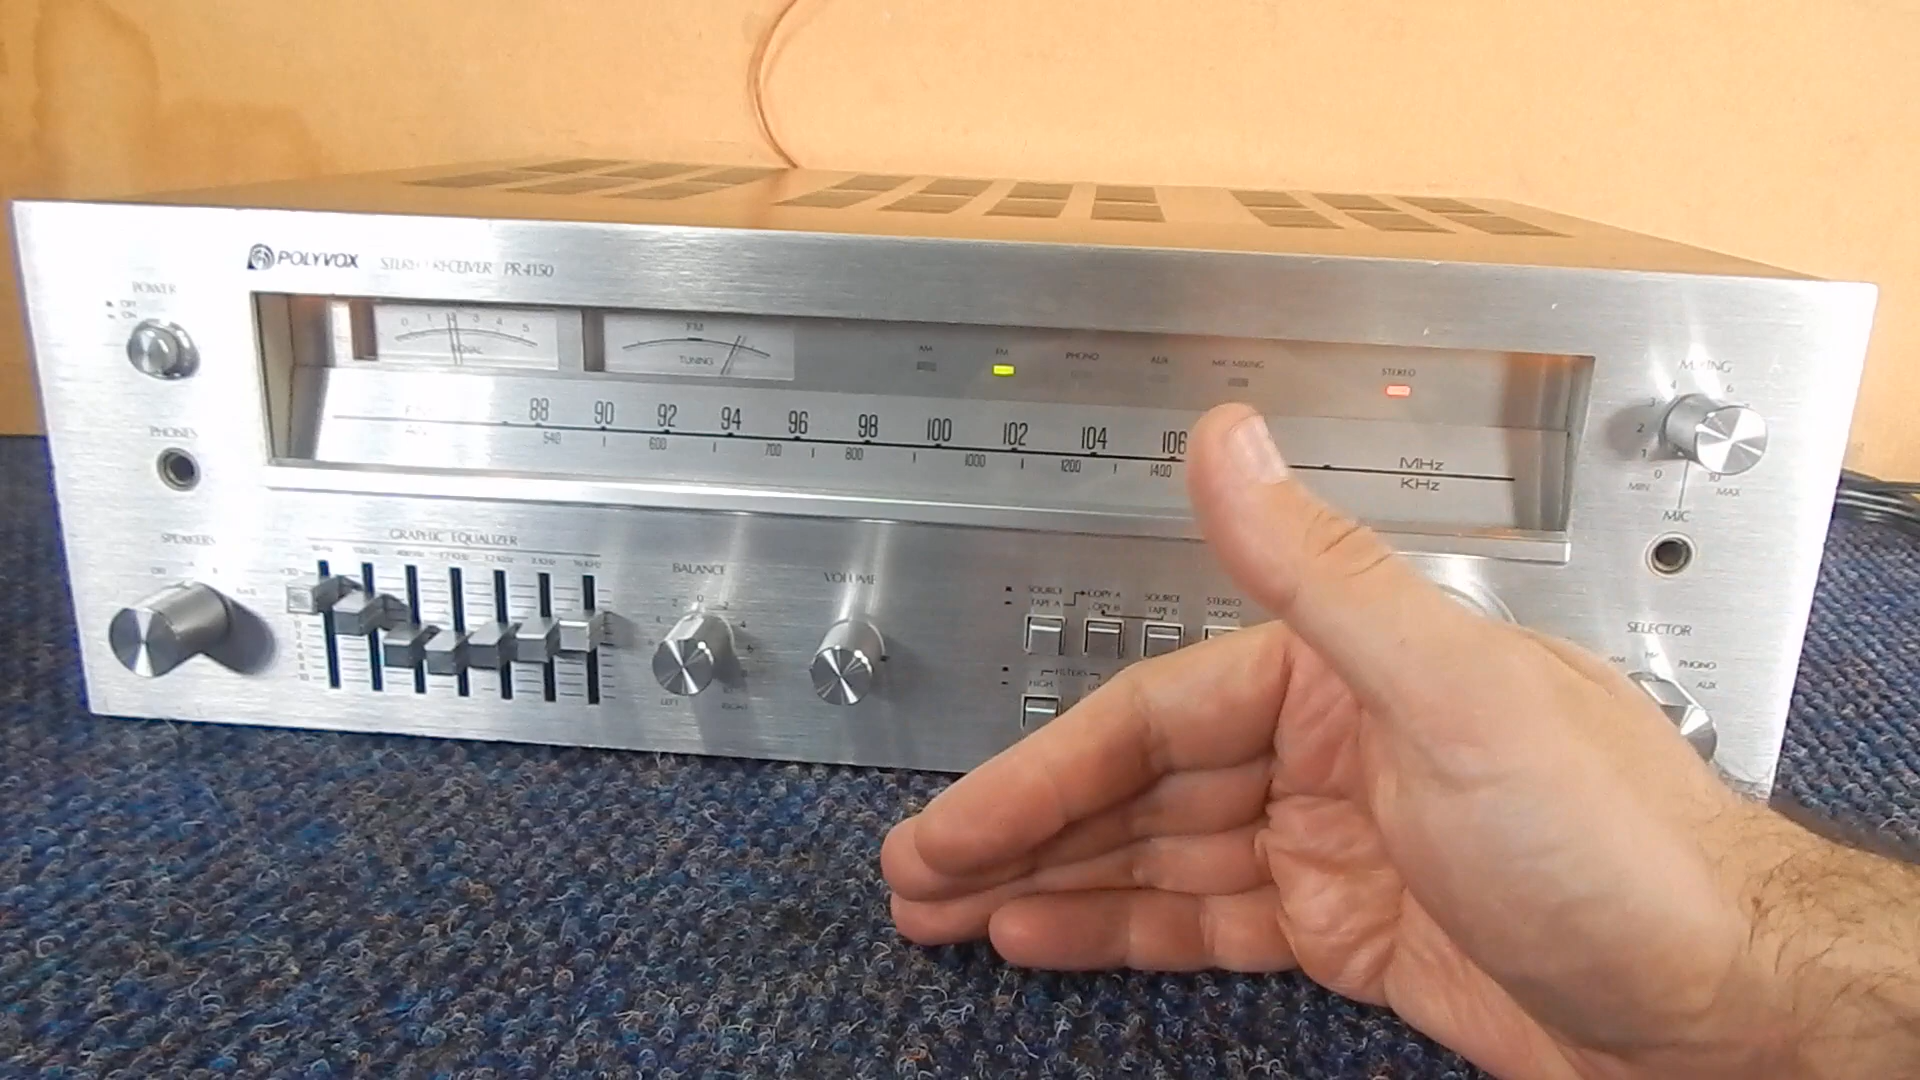 POLYVOX STEREO RECEIVER PR-4150
POWER
OFF
ON
0 1 2 3 4 5
SIGNAL
FM
TUNING
AM
FM
PHONO
AUX
MIC MIXING
STEREO
MIXING
0 1 2 3 4 6 10
MIN
MAX
88 90 92 94 96 98 100 102 104 106 MHz
540 600 700 800 1000 1200 1400 KHz
PHONES
MIC
SPEAKERS
GRAPHIC EQUALIZER
BALANCE
LEFT
RIGHT
VOLUME
SOURCE
TAPE A
COPY A
COPY B
SOURCE
TAPE B
STEREO
MONO
FILTERS
HIGH
SELECTOR
AM
FM
PHONO
AUX